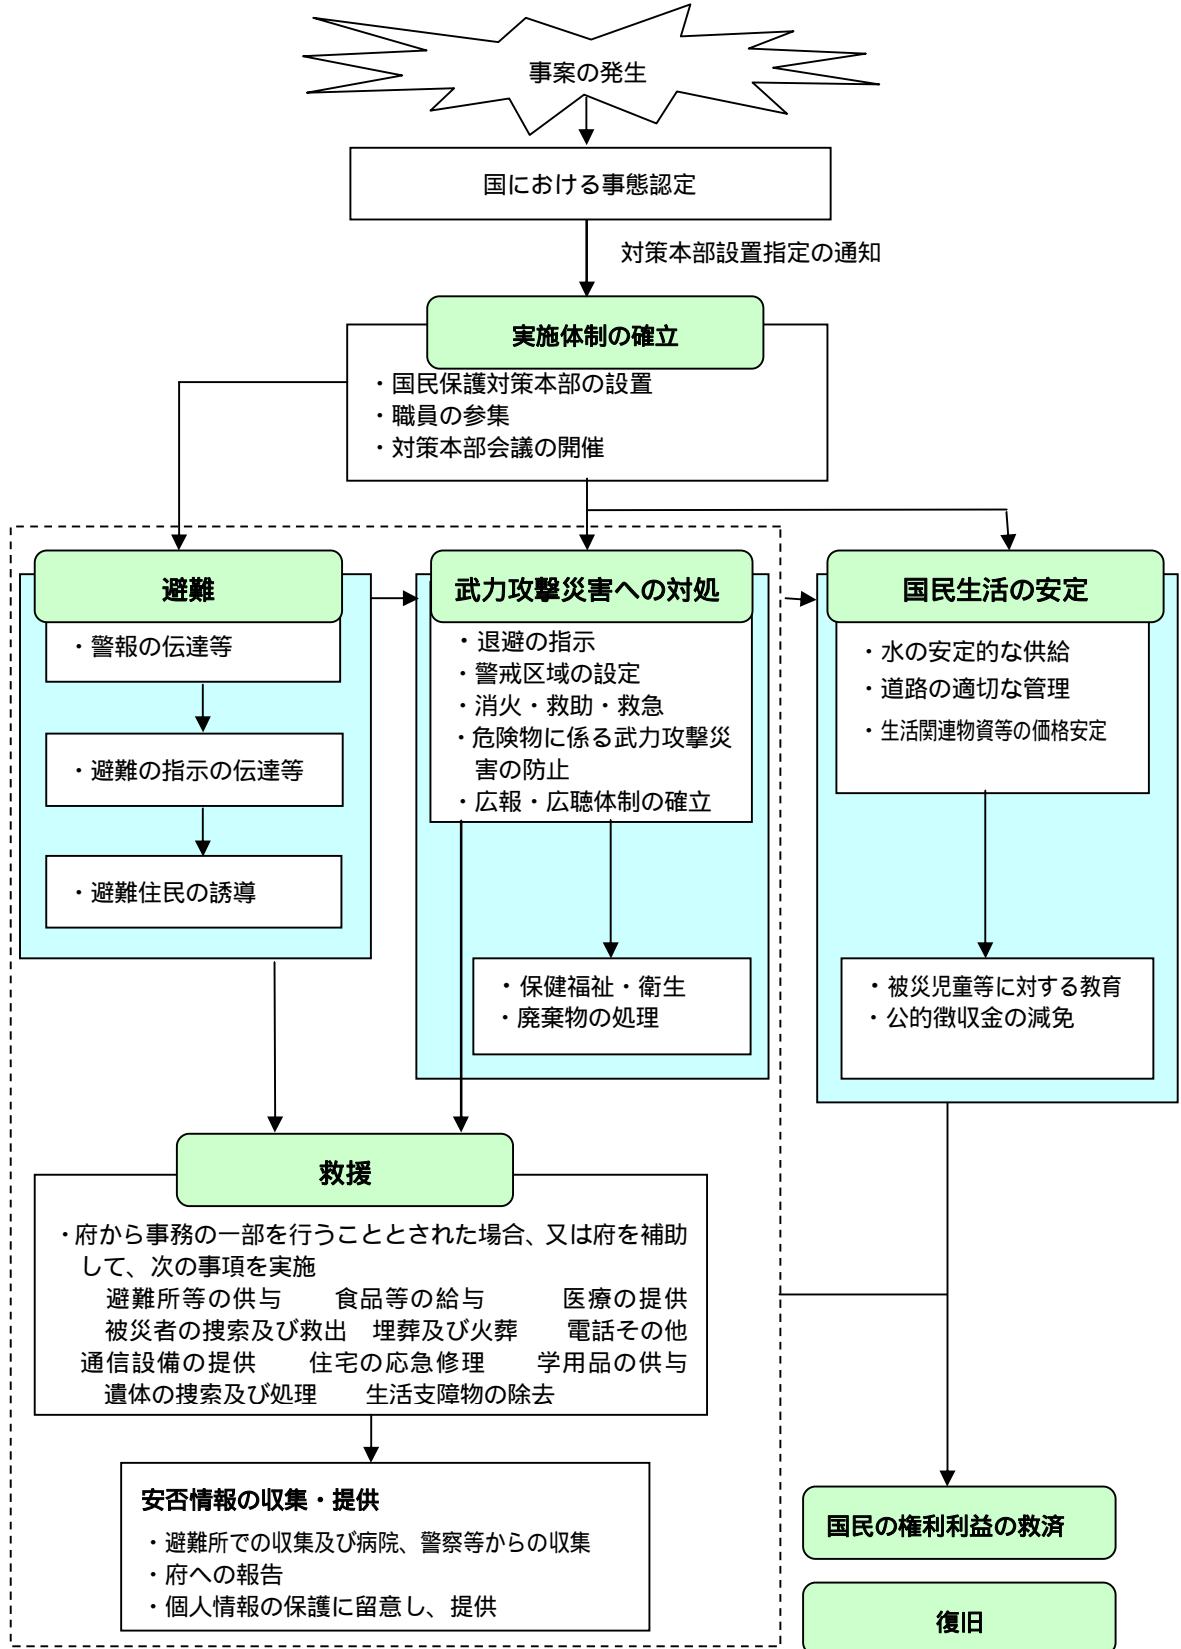 事案の発生
国における事態認定
対策本部設置指定の通知
実施体制の確立
・国民保護対策本部の設置
・職員の参集
・対策本部会議の開催
避難
・警報の伝達等
・避難の指示の伝達等
・避難住民の誘導
武力攻撃災害への対処
・退避の指示
・警戒区域の設定
・消火・救助・救急
・危険物に係る武力攻撃災
害の防止
・広報・広聴体制の確立
・保健福祉・衛生
・廃棄物の処理
国民生活の安定
・水の安定的な供給
・道路の適切な管理
・生活関連物資等の価格安定
・被災児童等に対する教育
・公的徴収金の減免
救援
・府から事務の一部を行うこととされた場合、又は府を補助
して、次の事項を実施
避難所等の供与 食品等の給与 医療の提供
被災者の捜索及び救出 埋葬及び火葬 電話その他
通信設備の提供 住宅の応急修理 学用品の供与
遺体の捜索及び処理 生活支障物の除去
安否情報の収集・提供
・避難所での収集及び病院、警察等からの収集
・府への報告
・個人情報の保護に留意し、提供
国民の権利利益の救済
復旧